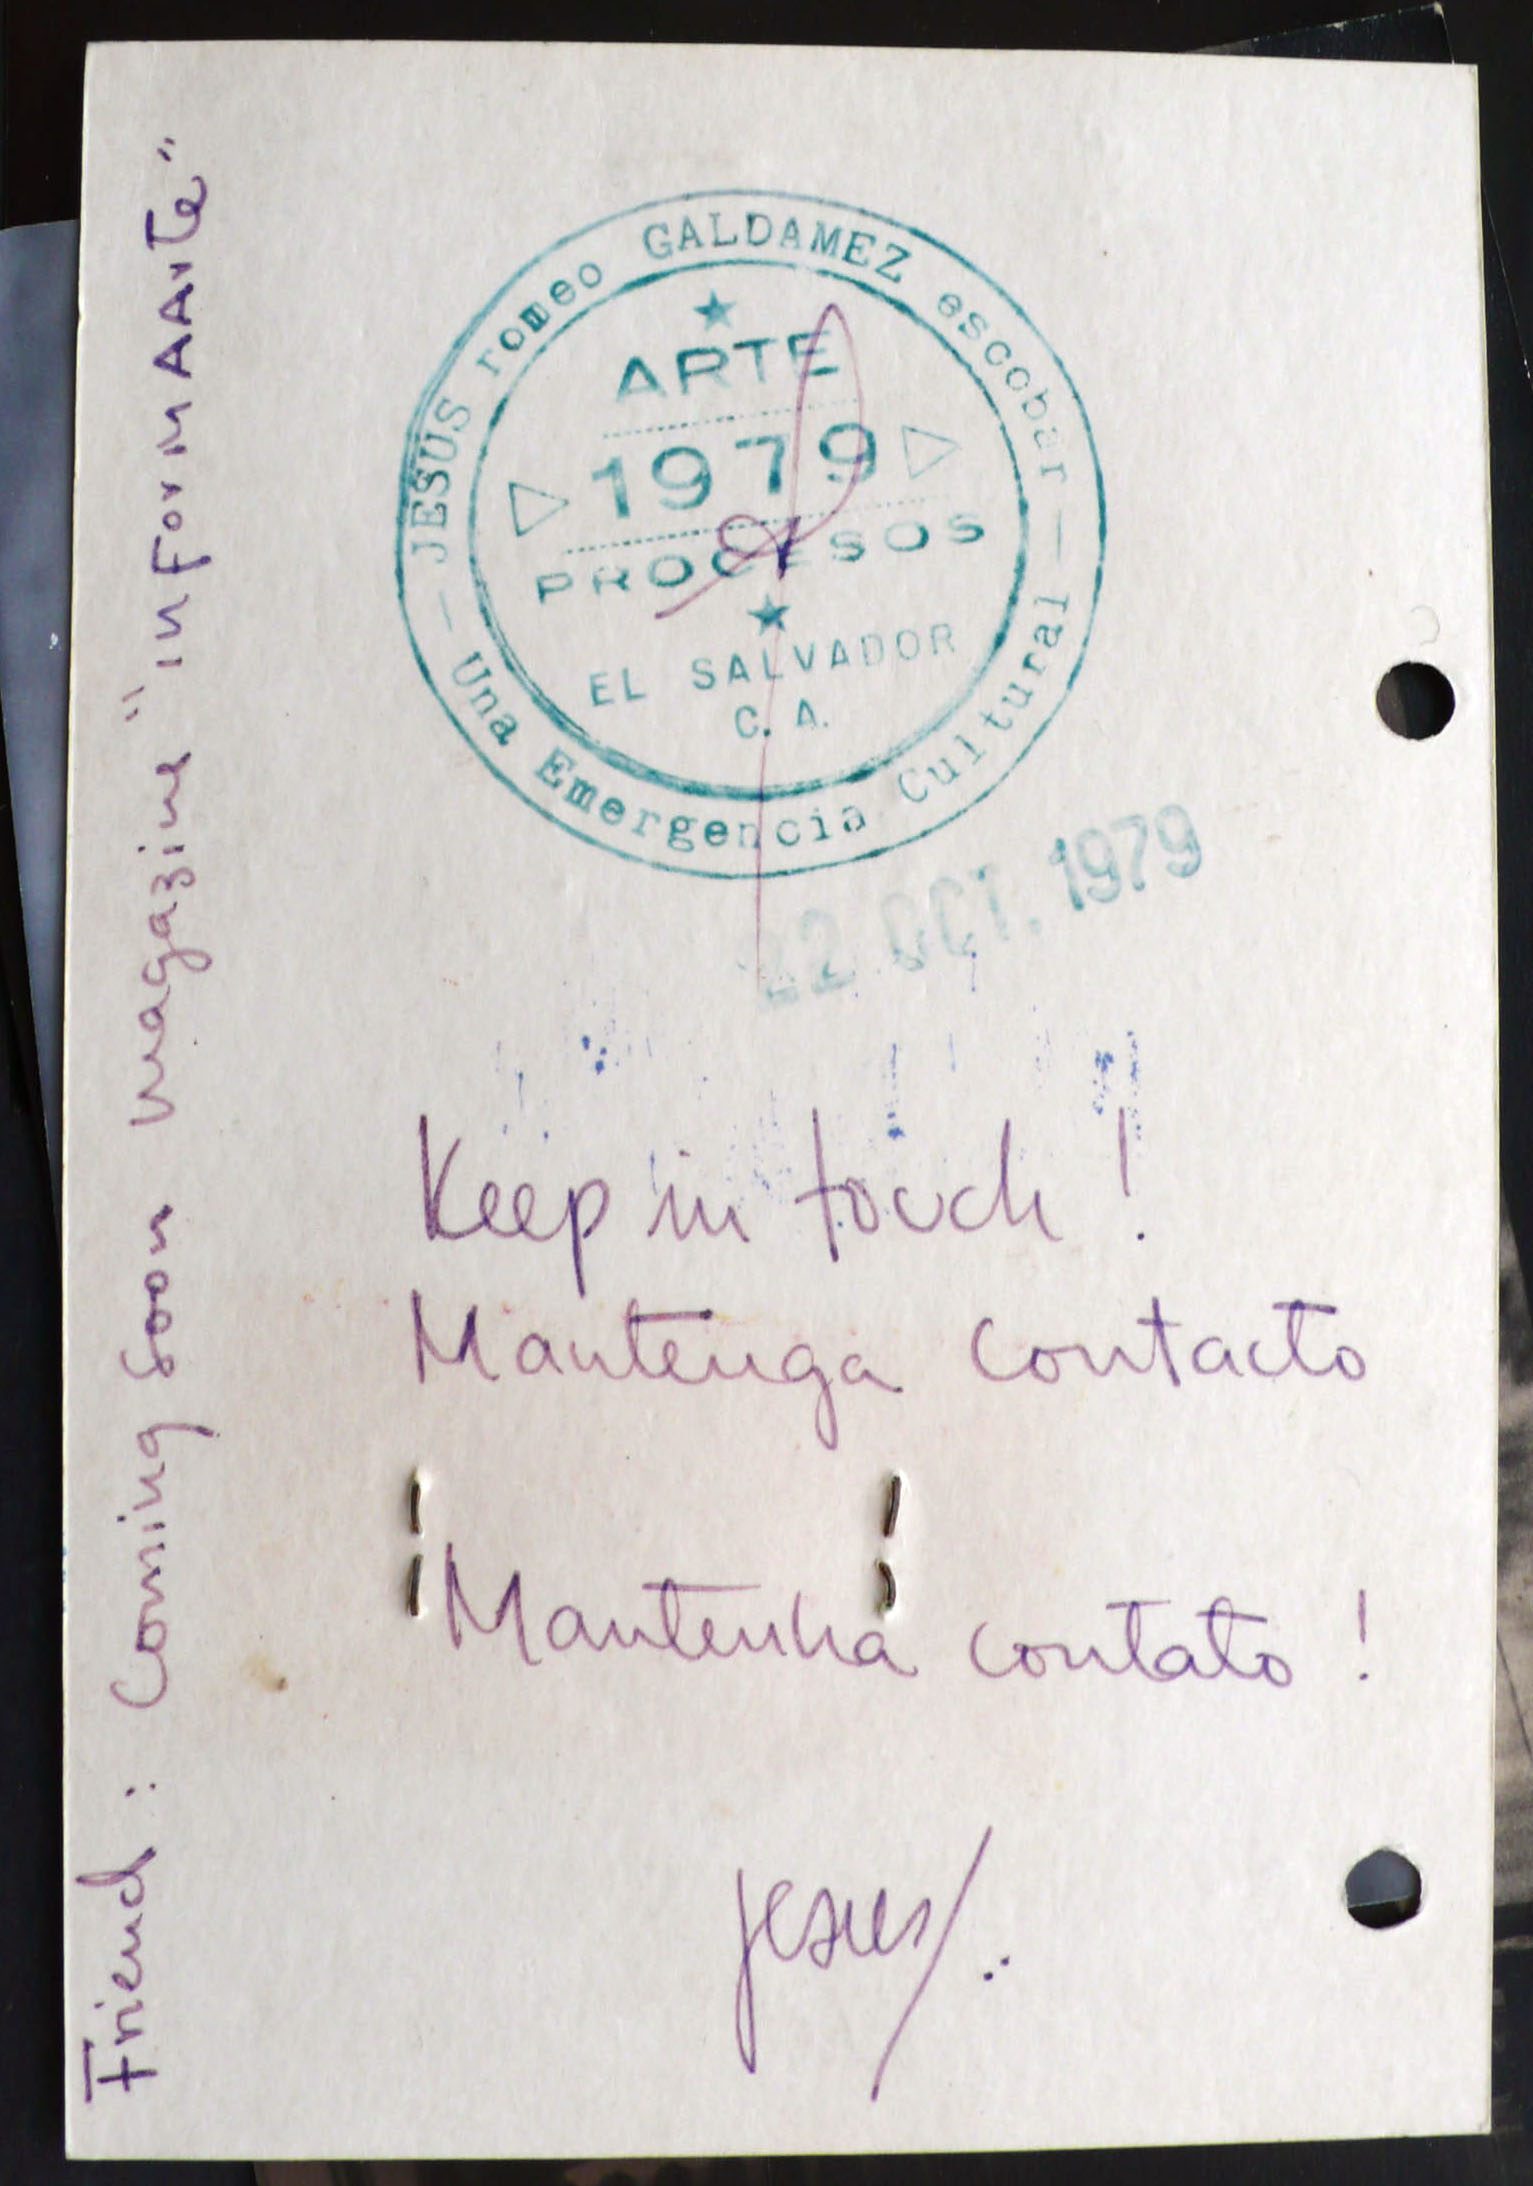 JESUS romeo GALDAMEZ escobar
ARTE
1979
PROCESOS
EL SALVADOR
C. A.
Una Emergencia Cultural
22 OCT. 1979
Keep in touch !
Mantenga contacto
Mantenha contato !
Jesus
Friend : Coming Soon magazine "inForMAArte"